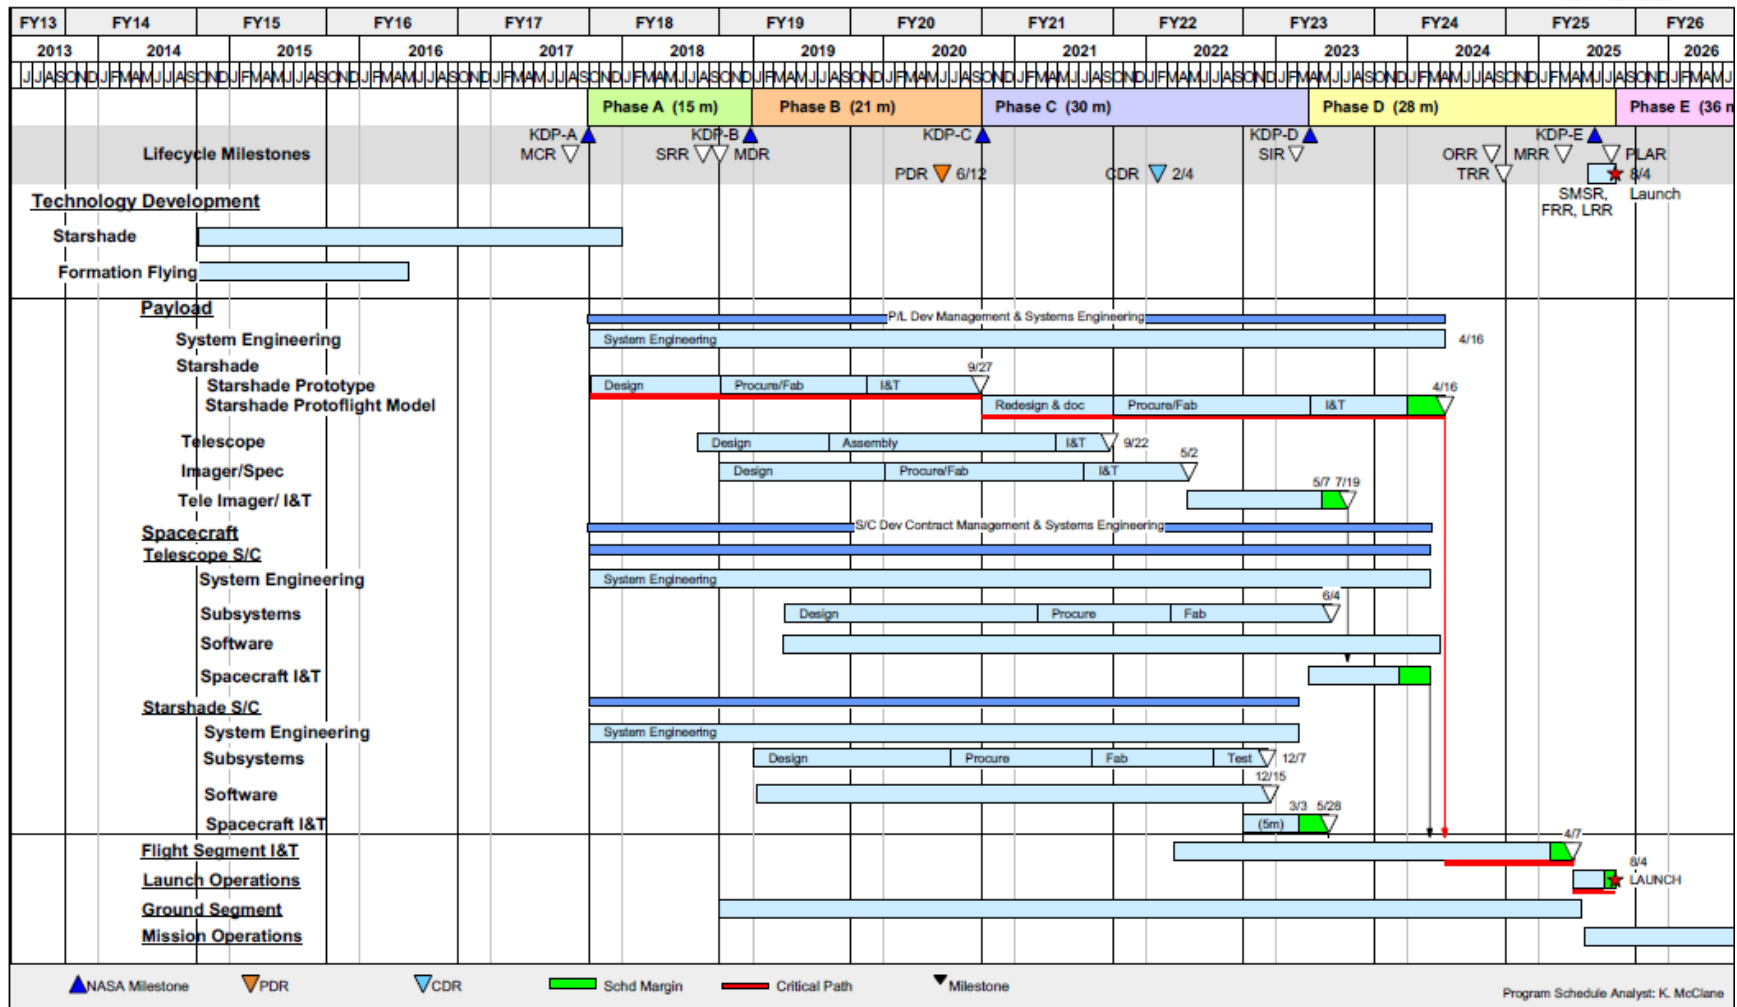 FY13 FY14 FY15 FY16 FY17 FY18 FY19 FY20 FY21 FY22 FY23 FY24 FY25 FY26
2013 2014 2015 2016 2017 2018 2019 2020 2021 2022 2023 2024 2025 2026
JJASONDJFMAMJJASONDJFMAMJJASONDJFMAMJJASONDJFMAMJJASONDJFMAMJJASONDJFMAMJJASONDJFMAMJJASONDJFMAMJJASONDJFMAMJJASONDJFMAMJJASONDJFMAMJJASONDJFMAMJJASONDJFMAMJ
Phase A (15 m) Phase B (21 m) Phase C (30 m) Phase D (28 m) Phase E (36 m
KDP-A KDP-B KDP-C KDP-D KDP-E
Lifecycle Milestones MCR SRR MDR SIR ORR MRR PLAR
PDR 6/12 CDR 2/4 TRR 8/4
SMSR, Launch
FRR, LRR
Technology Development
Starshade
Formation Flying
Payload
P/L Dev Management & Systems Engineering
System Engineering System Engineering 4/16
Starshade 9/27
Starshade Prototype Design Procure/Fab I&T 4/16
Starshade Protoflight Model Redesign & doc Procure/Fab I&T
Telescope Design Assembly I&T 9/22
5/2
Imager/Spec Design Procure/Fab I&T
5/7 7/19
Tele Imager/ I&T
Spacecraft S/C Dev Contract Management & Systems Engineering
Telescope S/C
System Engineering System Engineering
6/4
Subsystems Design Procure Fab
Software
Spacecraft I&T
Starshade S/C
System Engineering System Engineering
Subsystems Design Procure Fab Test 12/7
12/15
Software
3/3 5/28
Spacecraft I&T (5m)
4/7
Flight Segment I&T
8/4
Launch Operations LAUNCH
Ground Segment
Mission Operations
NASA Milestone PDR CDR Schd Margin Critical Path Milestone
Program Schedule Analyst: K. McClane